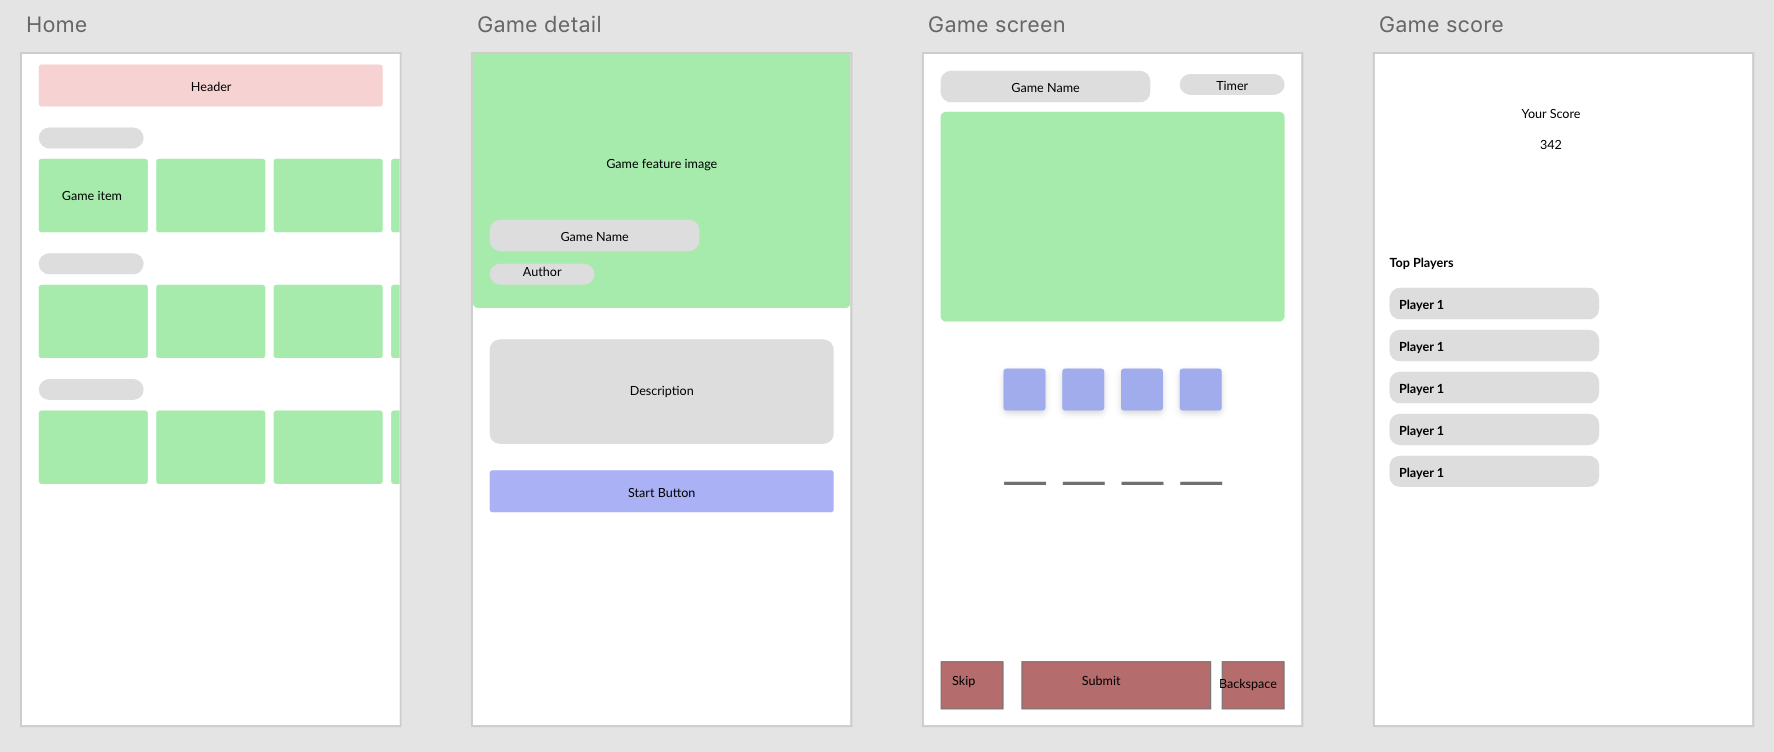 Home
Header
Game item
Game detail
Game feature image
Game Name
Author
Description
Start Button
Game screen
Game Name
Timer
Skip
Submit
Backspace
Game score
Your Score
342
Top Players
Player 1
Player 1
Player 1
Player 1
Player 1